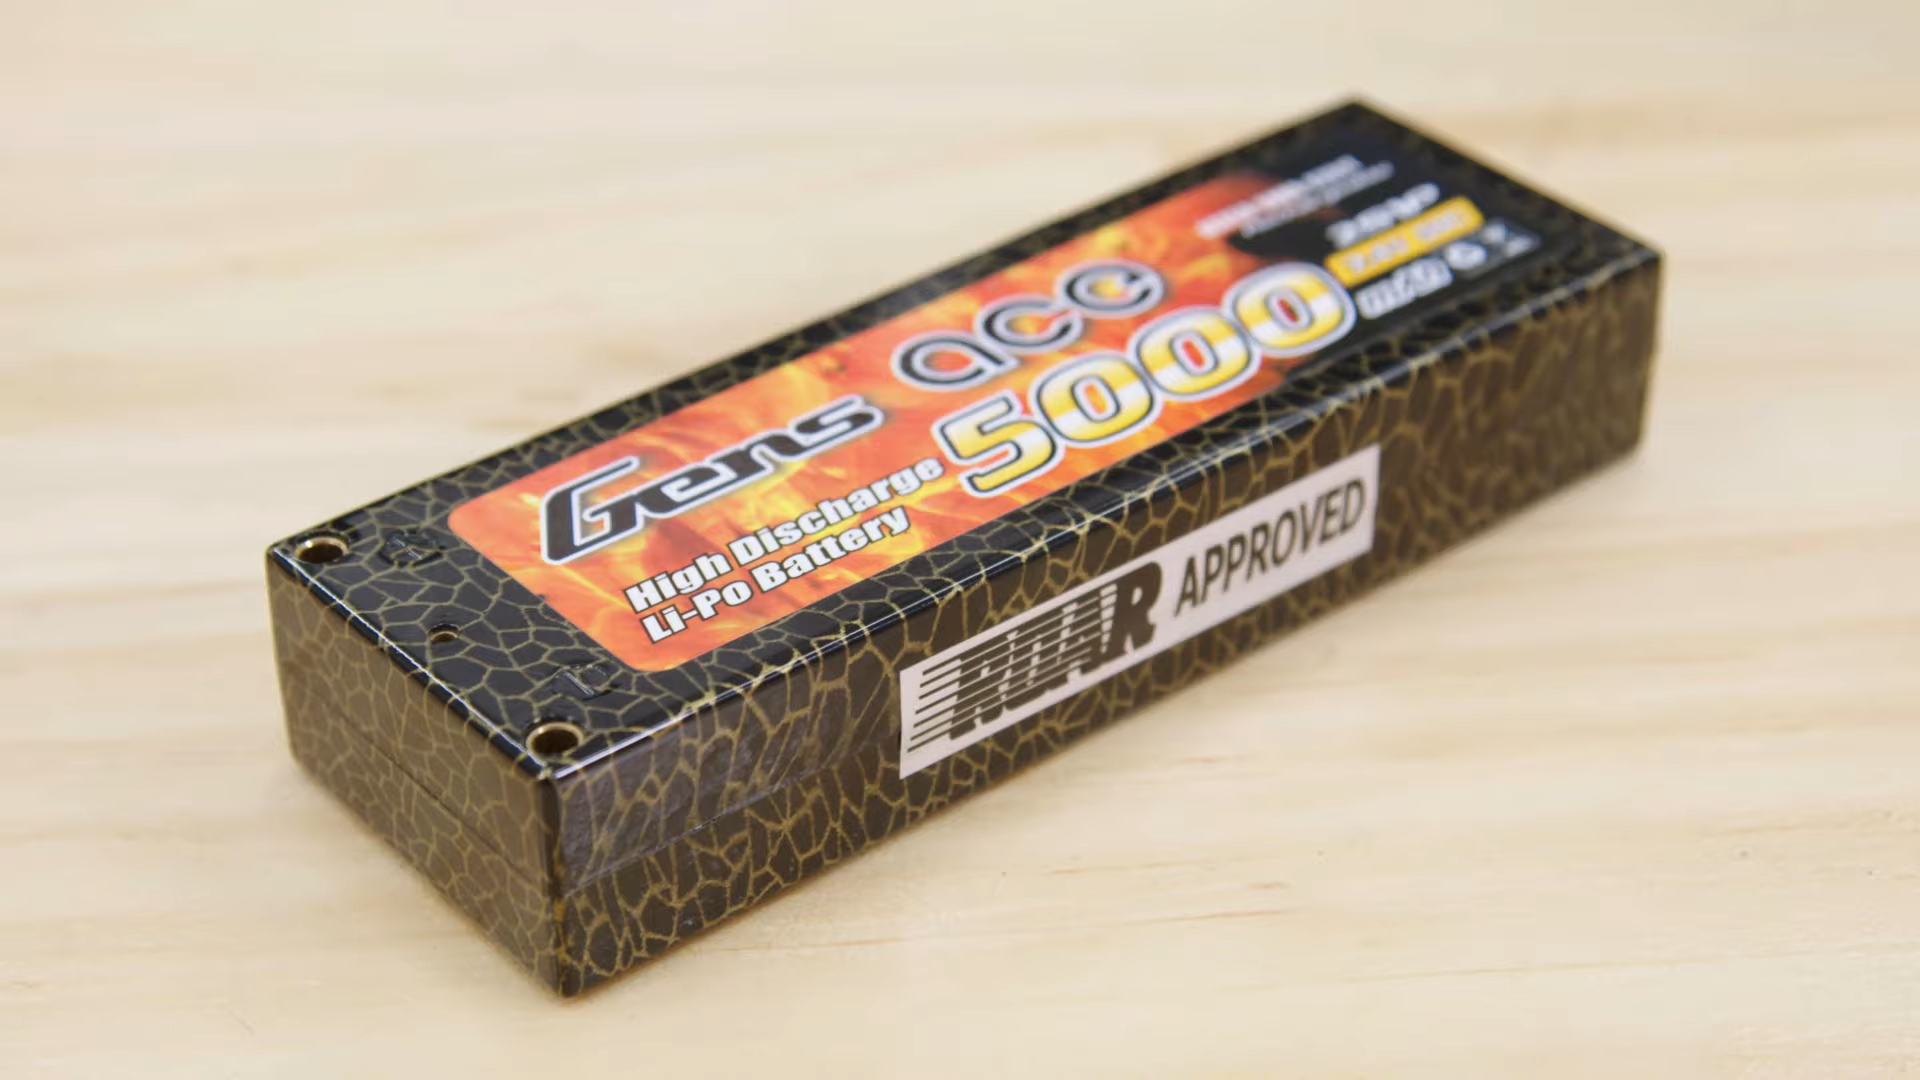 Gens ace
High Discharge
Li-Po Battery
5000
mAh
ROAR APPROVED